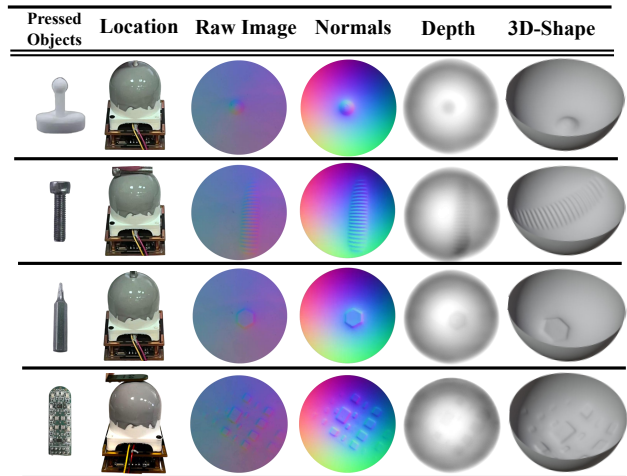 Pressed
Objects
Location
Raw Image
Normals
Depth
3D-Shape